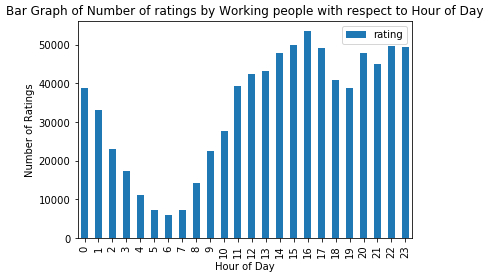 Bar Graph of Number of ratings by Working people with respect to Hour of Day
rating
Number of Ratings
50000
40000
30000
20000
10000
0
0 1 2 3 4 5 6 7 8 9 10 11 12 13 14 15 16 17 18 19 20 21 22 23
Hour of Day